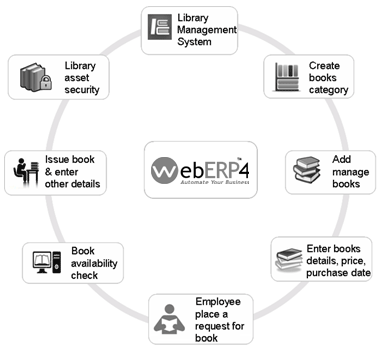 Library
Management
System
Create
books
category
Add
manage
books
Enter books
details, price,
purchase date
Employee
place a
request for
book
Book
availability
check
Issue book
& enter
other details
Library
asset
security
WebERP4™
Automate Your Business